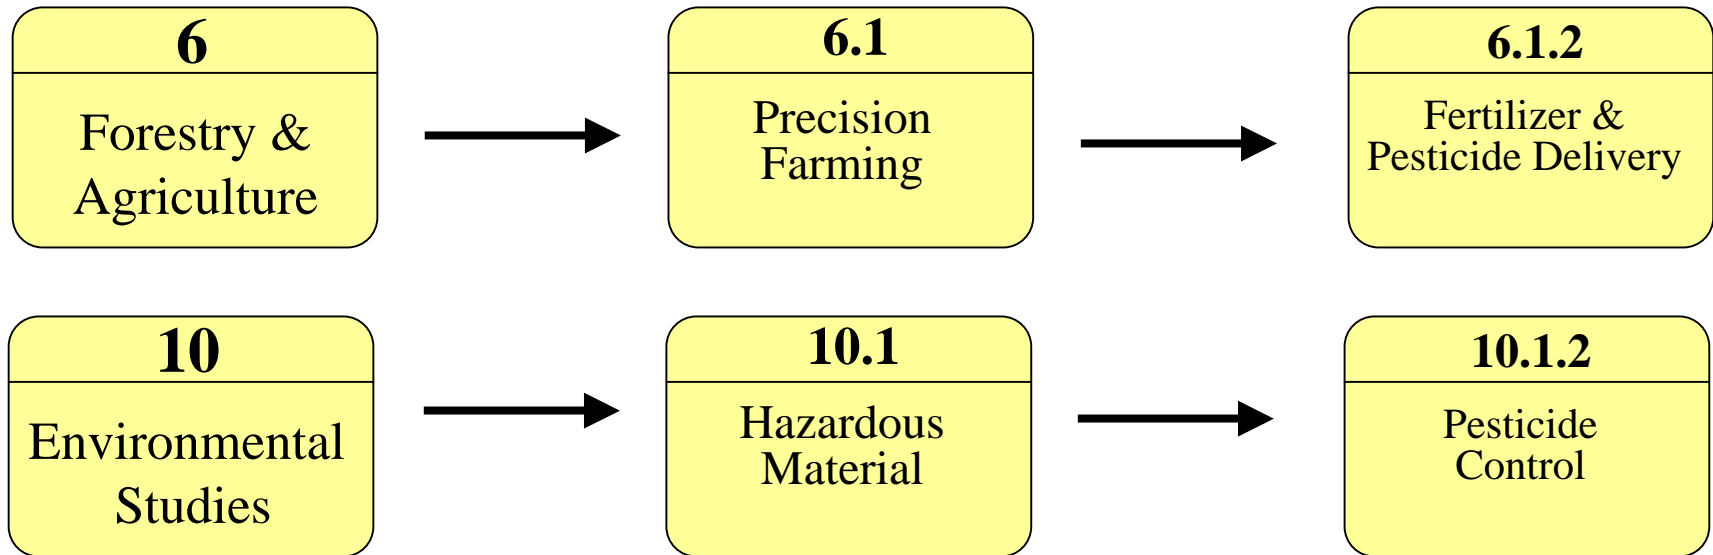 6
Forestry &
Agriculture
6.1
Precision
Farming
6.1.2
Fertilizer &
Pesticide Delivery
10
Environmental
Studies
10.1
Hazardous
Material
10.1.2
Pesticide
Control